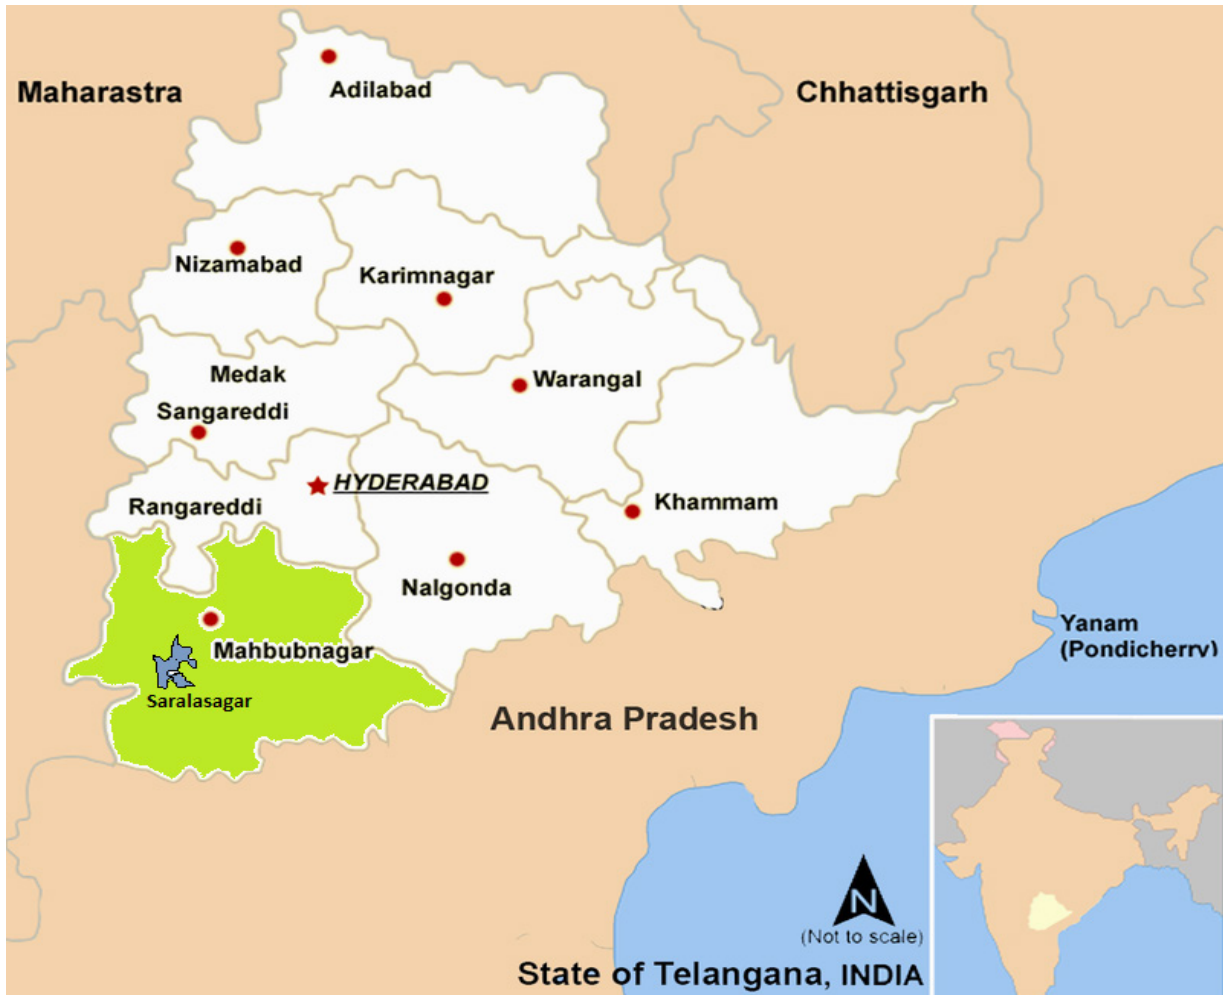 Maharastra
Adilabad
Chhattisgarh
Nizamabad
Karimnagar
Medak
Sangareddi
Warangal
Rangareddi
HYDERABAD
Khammam
Nalgonda
Mahbubnagar
Saralasagar
Yanam
(Pondicherry)
Andhra Pradesh
N
(Not to scale)
State of Telangana, INDIA